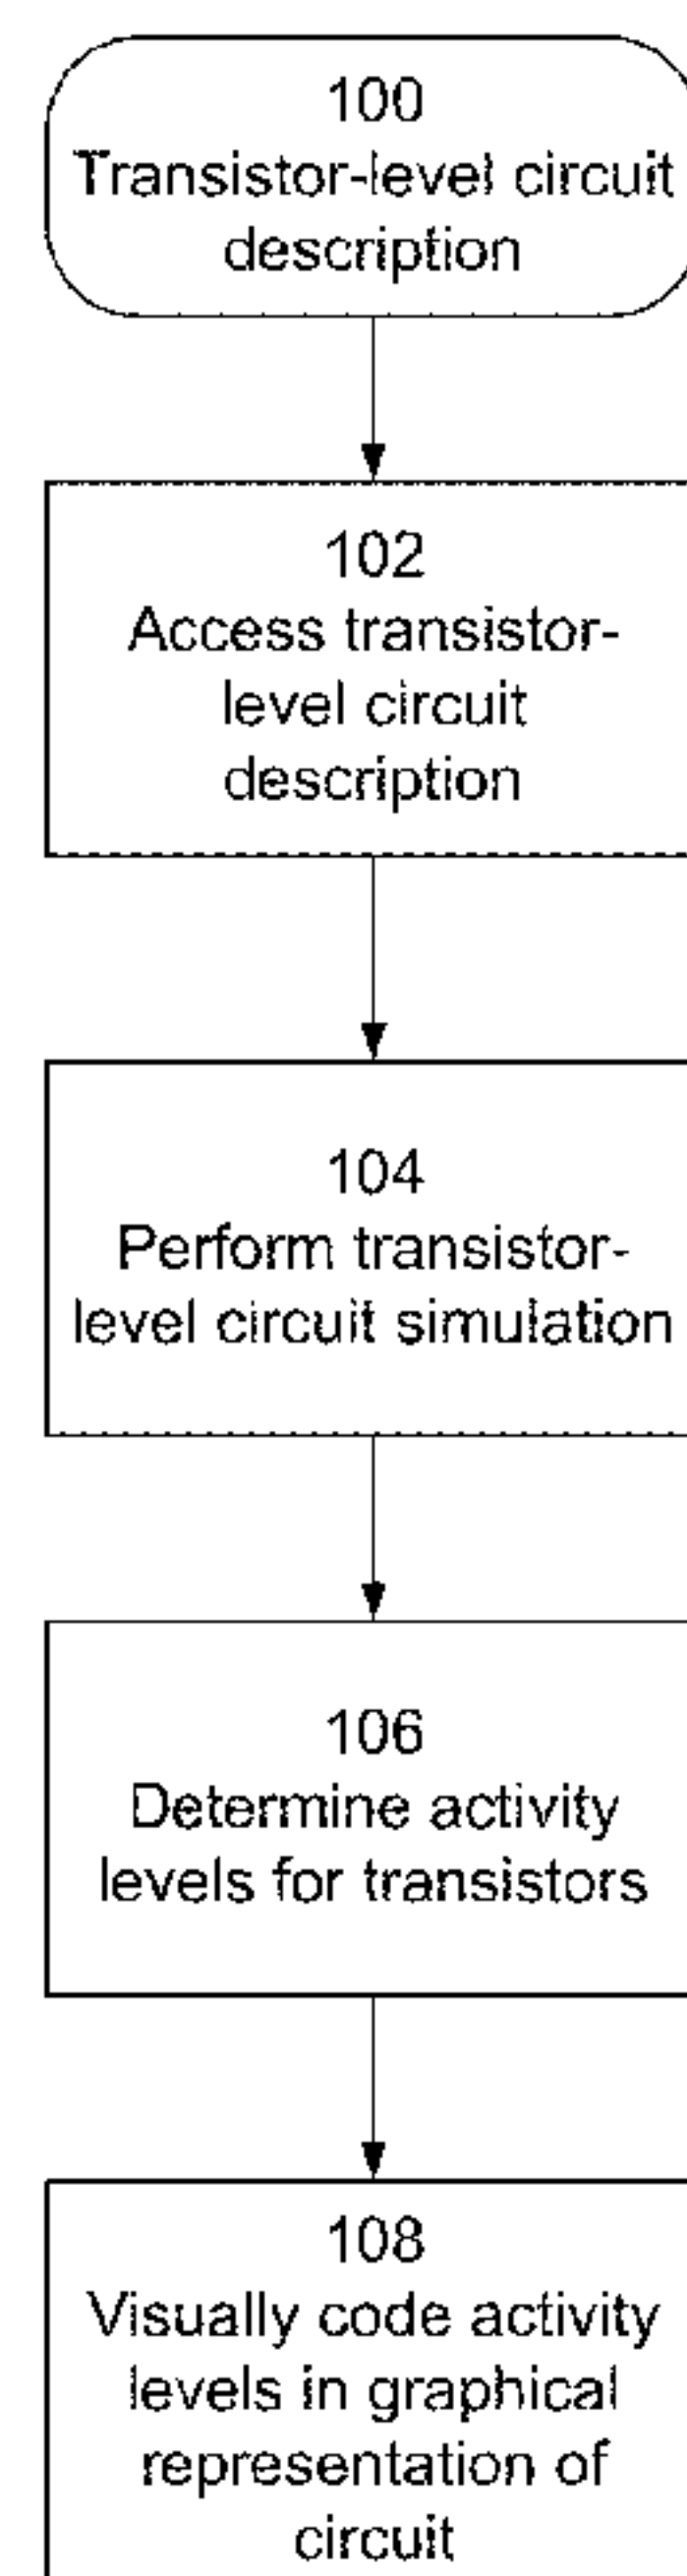 100
Transistor-level circuit
description
102
Access transistor-
level circuit
description
104
Perform transistor-
level circuit simulation
106
Determine activity
levels for transistors
108
Visually code activity
levels in graphical
representation of
circuit